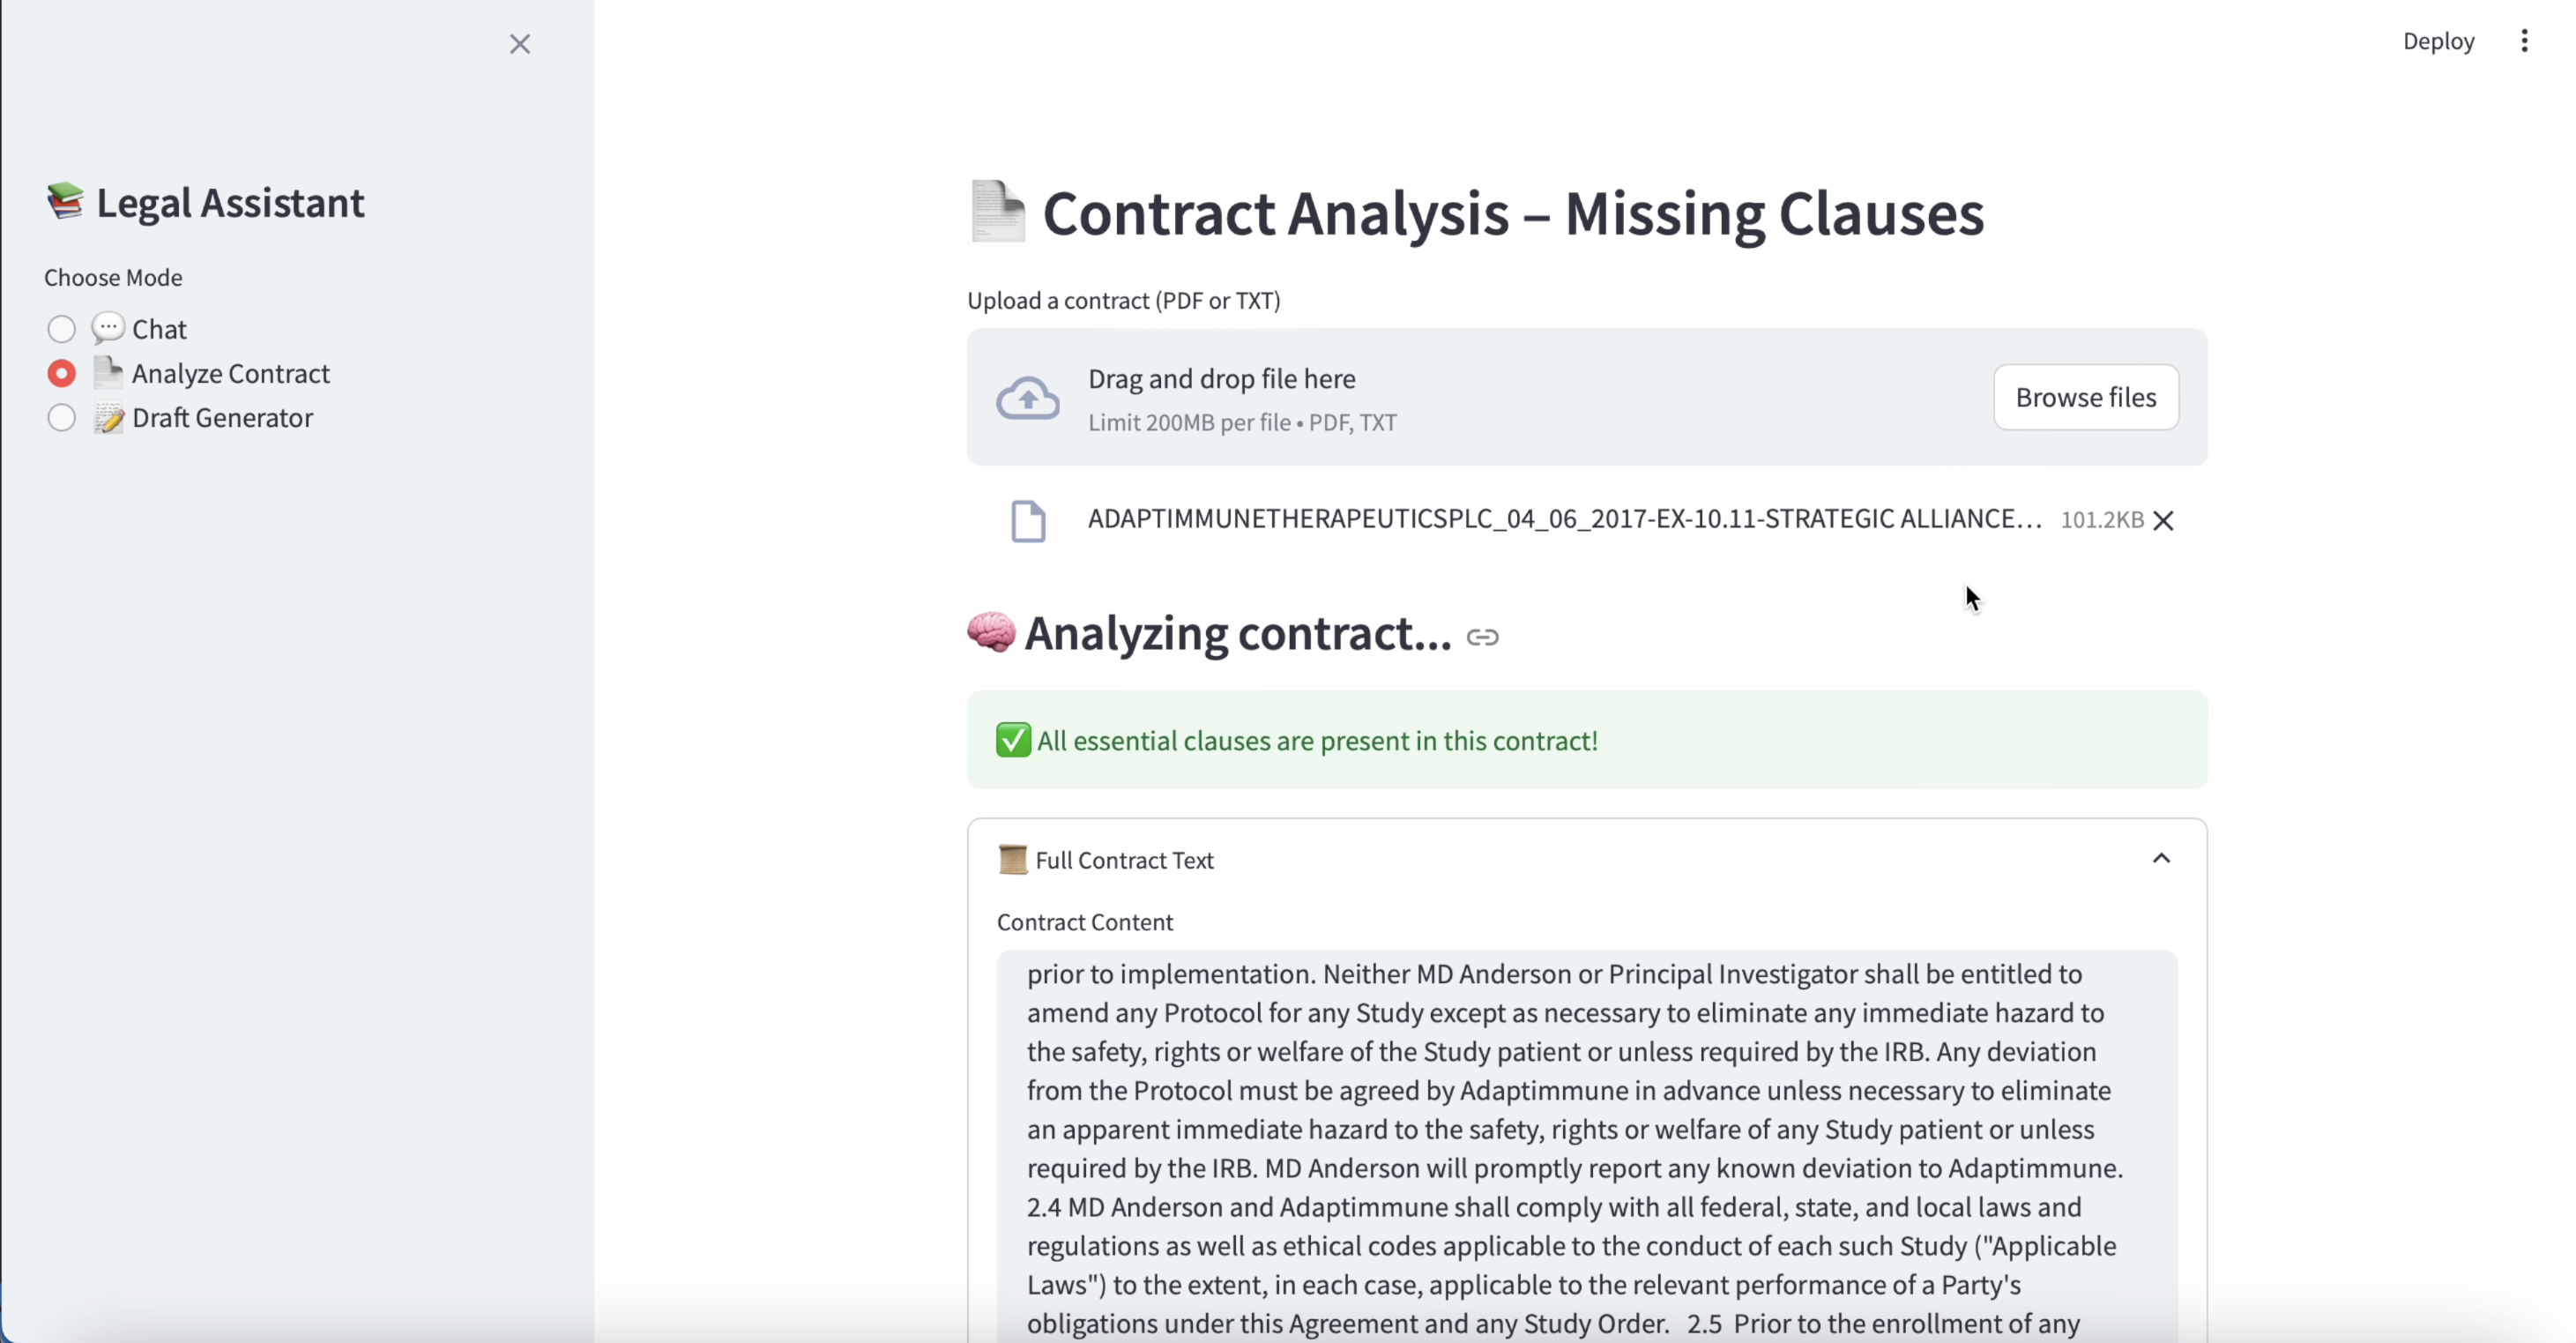 Deploy
📚 Legal Assistant
Choose Mode
💬 Chat
📄 Analyze Contract
📝 Draft Generator
📄 Contract Analysis – Missing Clauses
Upload a contract (PDF or TXT)
Drag and drop file here
Limit 200MB per file • PDF, TXT
Browse files
ADAPTIMMUNETHERAPEUTICSPLC_04_06_2017-EX-10.11-STRATEGIC ALLIANCE... 101.2KB
🧠 Analyzing contract...
✅ All essential clauses are present in this contract!
📜 Full Contract Text
Contract Content
prior to implementation. Neither MD Anderson or Principal Investigator shall be entitled to
amend any Protocol for any Study except as necessary to eliminate any immediate hazard to
the safety, rights or welfare of the Study patient or unless required by the IRB. Any deviation
from the Protocol must be agreed by Adaptimmune in advance unless necessary to eliminate
an apparent immediate hazard to the safety, rights or welfare of any Study patient or unless
required by the IRB. MD Anderson will promptly report any known deviation to Adaptimmune.
2.4 MD Anderson and Adaptimmune shall comply with all federal, state, and local laws and
regulations as well as ethical codes applicable to the conduct of each such Study ("Applicable
Laws") to the extent, in each case, applicable to the relevant performance of a Party's
obligations under this Agreement and any Study Order. 2.5 Prior to the enrollment of any